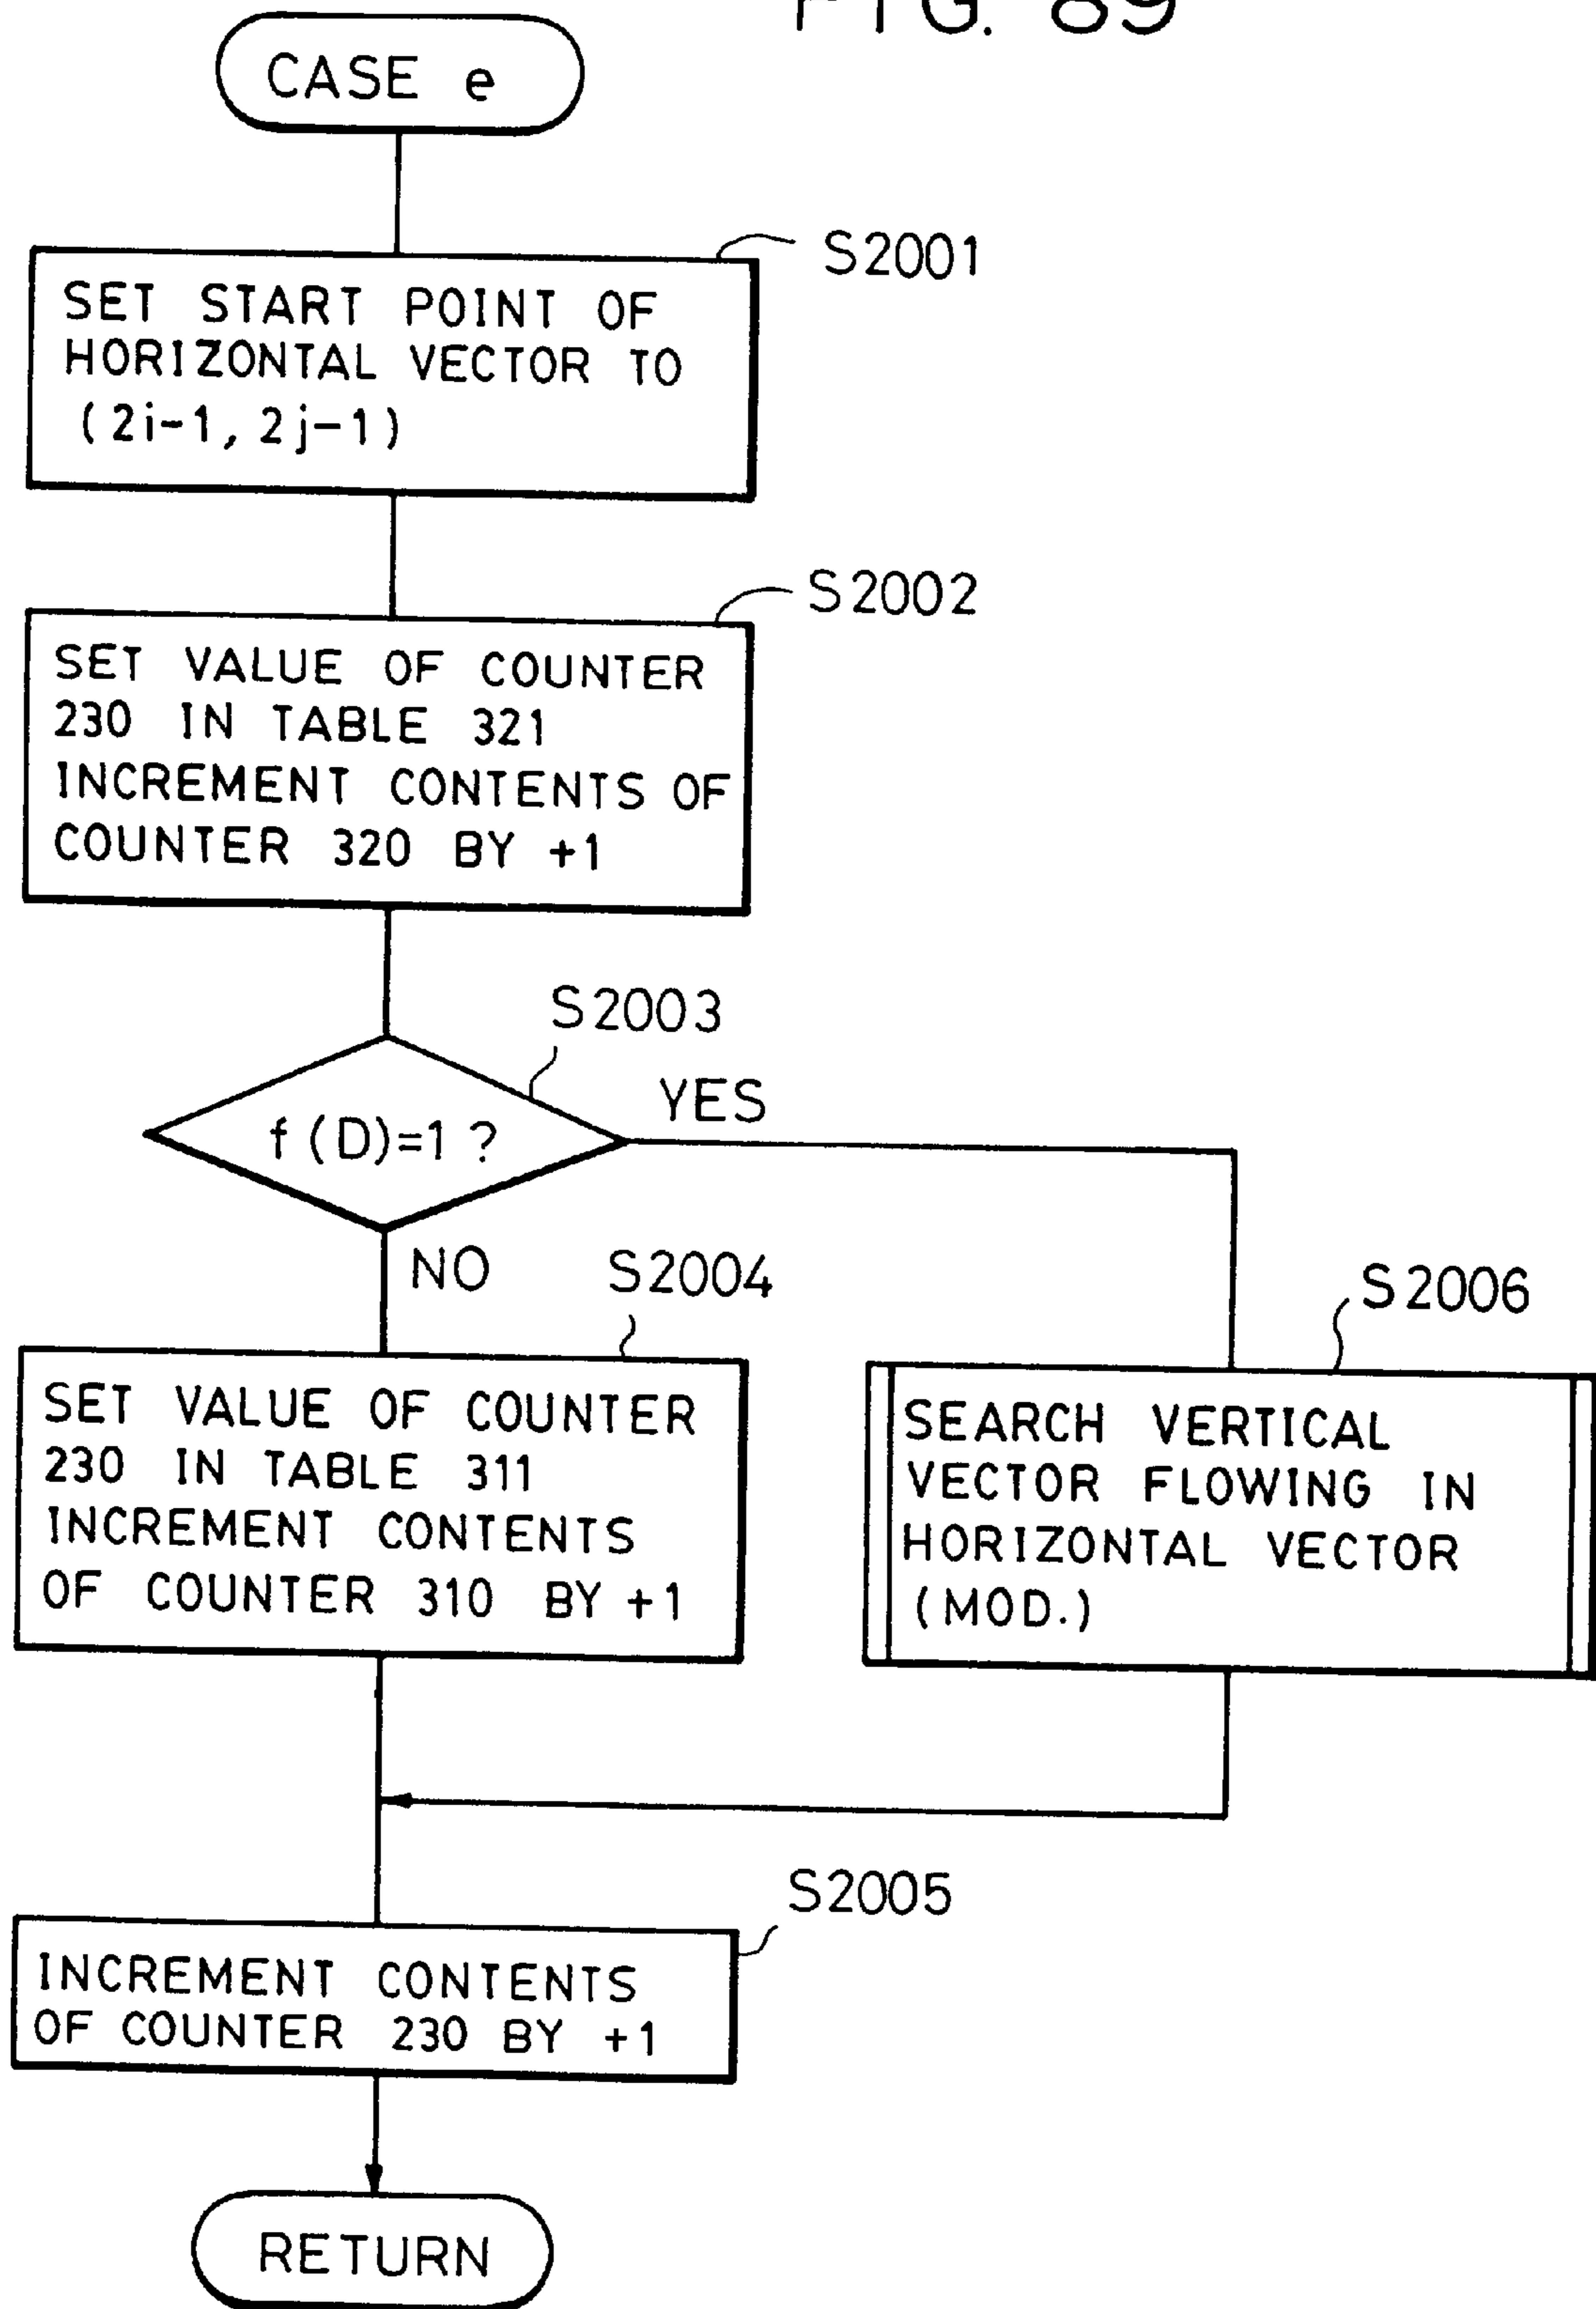 FIG. 89
CASE e
S2001
SET START POINT OF
HORIZONTAL VECTOR TO
(2i-1, 2j-1)
S2002
SET VALUE OF COUNTER
230 IN TABLE 321
INCREMENT CONTENTS OF
COUNTER 320 BY +1
S2003
f(D)=1 ?
YES
NO
S2004
SET VALUE OF COUNTER
230 IN TABLE 311
INCREMENT CONTENTS
OF COUNTER 310 BY +1
S2006
SEARCH VERTICAL
VECTOR FLOWING IN
HORIZONTAL VECTOR
(MOD.)
S2005
INCREMENT CONTENTS
OF COUNTER 230 BY +1
RETURN